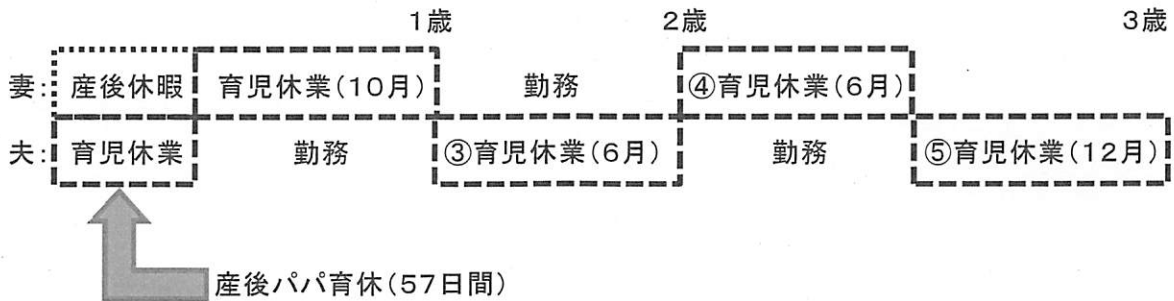 1歳 2歳 3歳
妻: 産後休暇 育児休業(10月) 勤務 ④育児休業(6月)
夫: 育児休業 勤務 ③育児休業(6月) 勤務 ⑤育児休業(12月)
産後パパ育休(57日間)